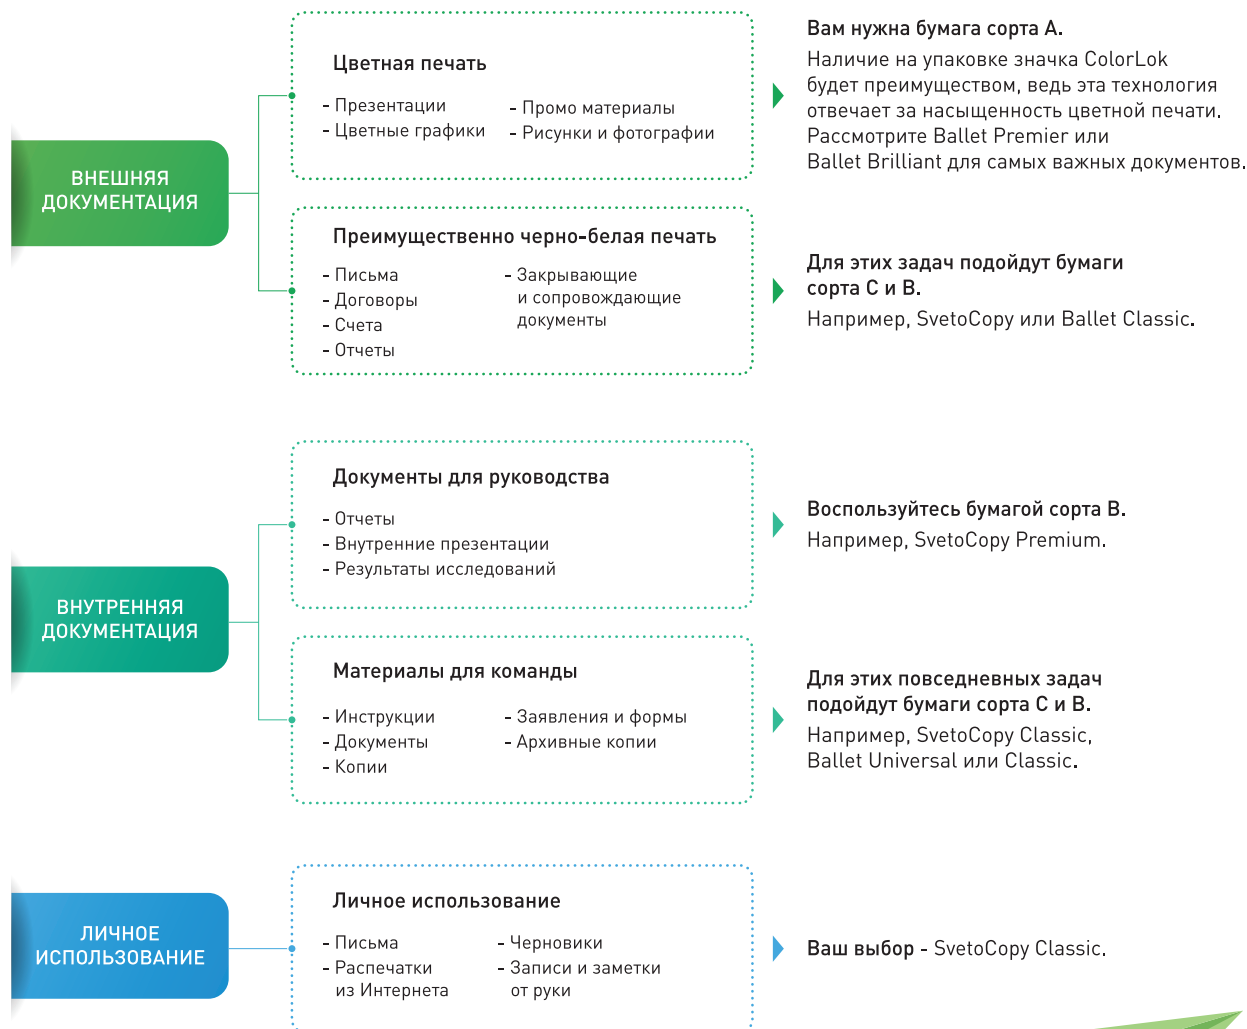 ВНЕШНЯЯ
ДОКУМЕНТАЦИЯ
Цветная печать
- Презентации
- Цветные графики
- Промо материалы
- Рисунки и фотографии
Вам нужна бумага сорта А.
Наличие на упаковке значка ColorLok
будет преимуществом, ведь эта технология
отвечает за насыщенность цветной печати.
Рассмотрите Ballet Premier или
Ballet Brilliant для самых важных документов.
Преимущественно черно-белая печать
- Письма
- Договоры
- Счета
- Отчеты
- Закрывающие
и сопровождающие
документы
Для этих задач подойдут бумаги
сорта С и В.
Например, SvetoCopy или Ballet Classic.
ВНУТРЕННЯЯ
ДОКУМЕНТАЦИЯ
Документы для руководства
- Отчеты
- Внутренние презентации
- Результаты исследований
Воспользуйтесь бумагой сорта В.
Например, SvetoCopy Premium.
Материалы для команды
- Инструкции
- Документы
- Копии
- Заявления и формы
- Архивные копии
Для этих повседневных задач
подойдут бумаги сорта С и В.
Например, SvetoCopy Classic,
Ballet Universal или Classic.
ЛИЧНОЕ
ИСПОЛЬЗОВАНИЕ
Личное использование
- Письма
- Распечатки
из Интернета
- Черновики
- Записи и заметки
от руки
Ваш выбор - SvetoCopy Classic.